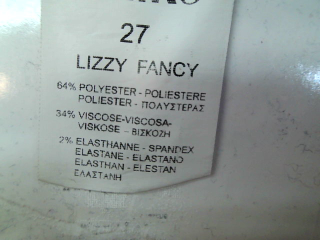 27
LIZZY FANCY
64% POLYESTER - POLIESTERE
POLIESTER - ΠΟΛΥΣΤΕΡΑΣ
34% VISCOSE-VISCOSA-
VISKOSE - ΒΙΣΚΟΖΗ
2% ELASTHANNE - SPANDEX
ELASTANE - ELASTANO
ELASTHAN - ELESTAN
ΕΛΑΣΤΑΝΗ